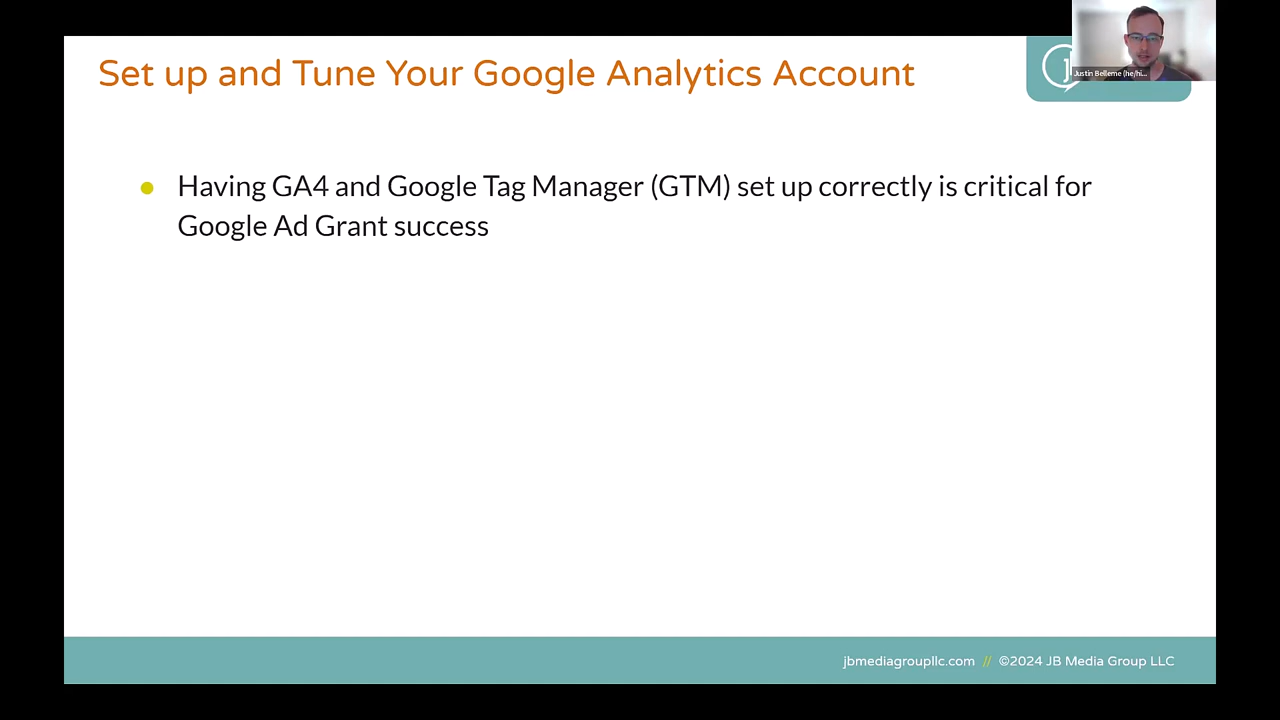 Set up and Tune Your Google Analytics Account
Justin Belleme (he/hi...
● Having GA4 and Google Tag Manager (GTM) set up correctly is critical for
Google Ad Grant success
jbmediagroupllc.com // ©2024 JB Media Group LLC